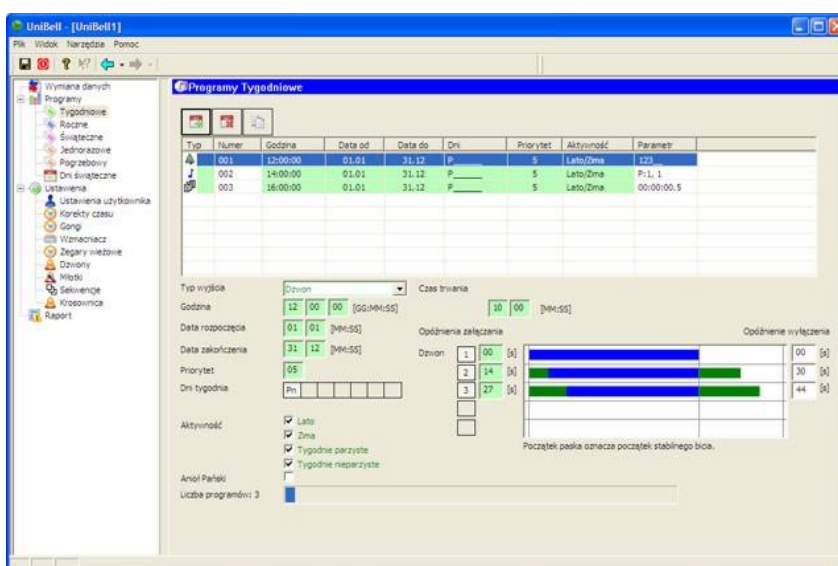 UniBell - [UniBell1]
Plik Widok Narzędzia Pomoc
Wymiana danych
Programy
Tygodniowe
Roczne
Świąteczne
Jednorazowe
Pogrzebowy
Dni świąteczne
Ustawienia
Ustawienia użytkownika
Korekty czasu
Gongi
Wzmacniacz
Zegary wieżowe
Dzwony
Młotki
Sekwencje
Krosownica
Raport
Programy Tygodniowe
Typ Numer Godzina Data od Data do Dni Priorytet Aktywność Parametr
001 12:00:00 01.01 31.12 P______ 5 Lato/Zima 123__
002 14:00:00 01.01 31.12 P______ 5 Lato/Zima P:1, 1
003 16:00:00 01.01 31.12 P______ 5 Lato/Zima 00:00:00.5
Typ wyjścia Dzwon Czas trwania
Godzina 12 00 00 [GG:MM:SS] 10 00 [MM:SS]
Data rozpoczęcia 01 01 [MM:SS] Opóźnienia załączania Opóźnienie wyłączenia
Data zakończenia 31 12 [MM:SS] Dzwon 1 00 [s] 00 [s]
Priorytet 05 2 14 [s] 30 [s]
Dni tygodnia Pn 3 27 [s] 44 [s]
Aktywność Lato
Zima
Tygodnie parzyste
Tygodnie nieparzyste
Początek paska oznacza początek stabilnego bicia.
Anioł Pański
Liczba programów: 3